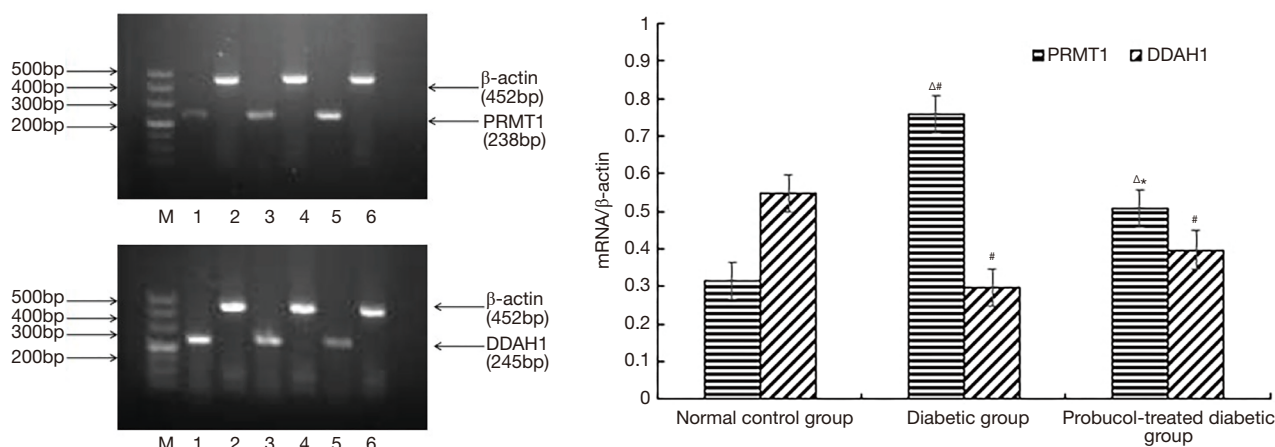 500bp
400bp
300bp
200bp
β-actin
(452bp)
PRMT1
(238bp)
M 1 2 3 4 5 6
500bp
400bp
300bp
200bp
β-actin
(452bp)
DDAH1
(245bp)
M 1 2 3 4 5 6
mRNA/β-actin
1
0.9
0.8
0.7
0.6
0.5
0.4
0.3
0.2
0.1
0
PRMT1 DDAH1
Δ#
#
Δ*
#
Normal control group Diabetic group Probucol-treated diabetic
group